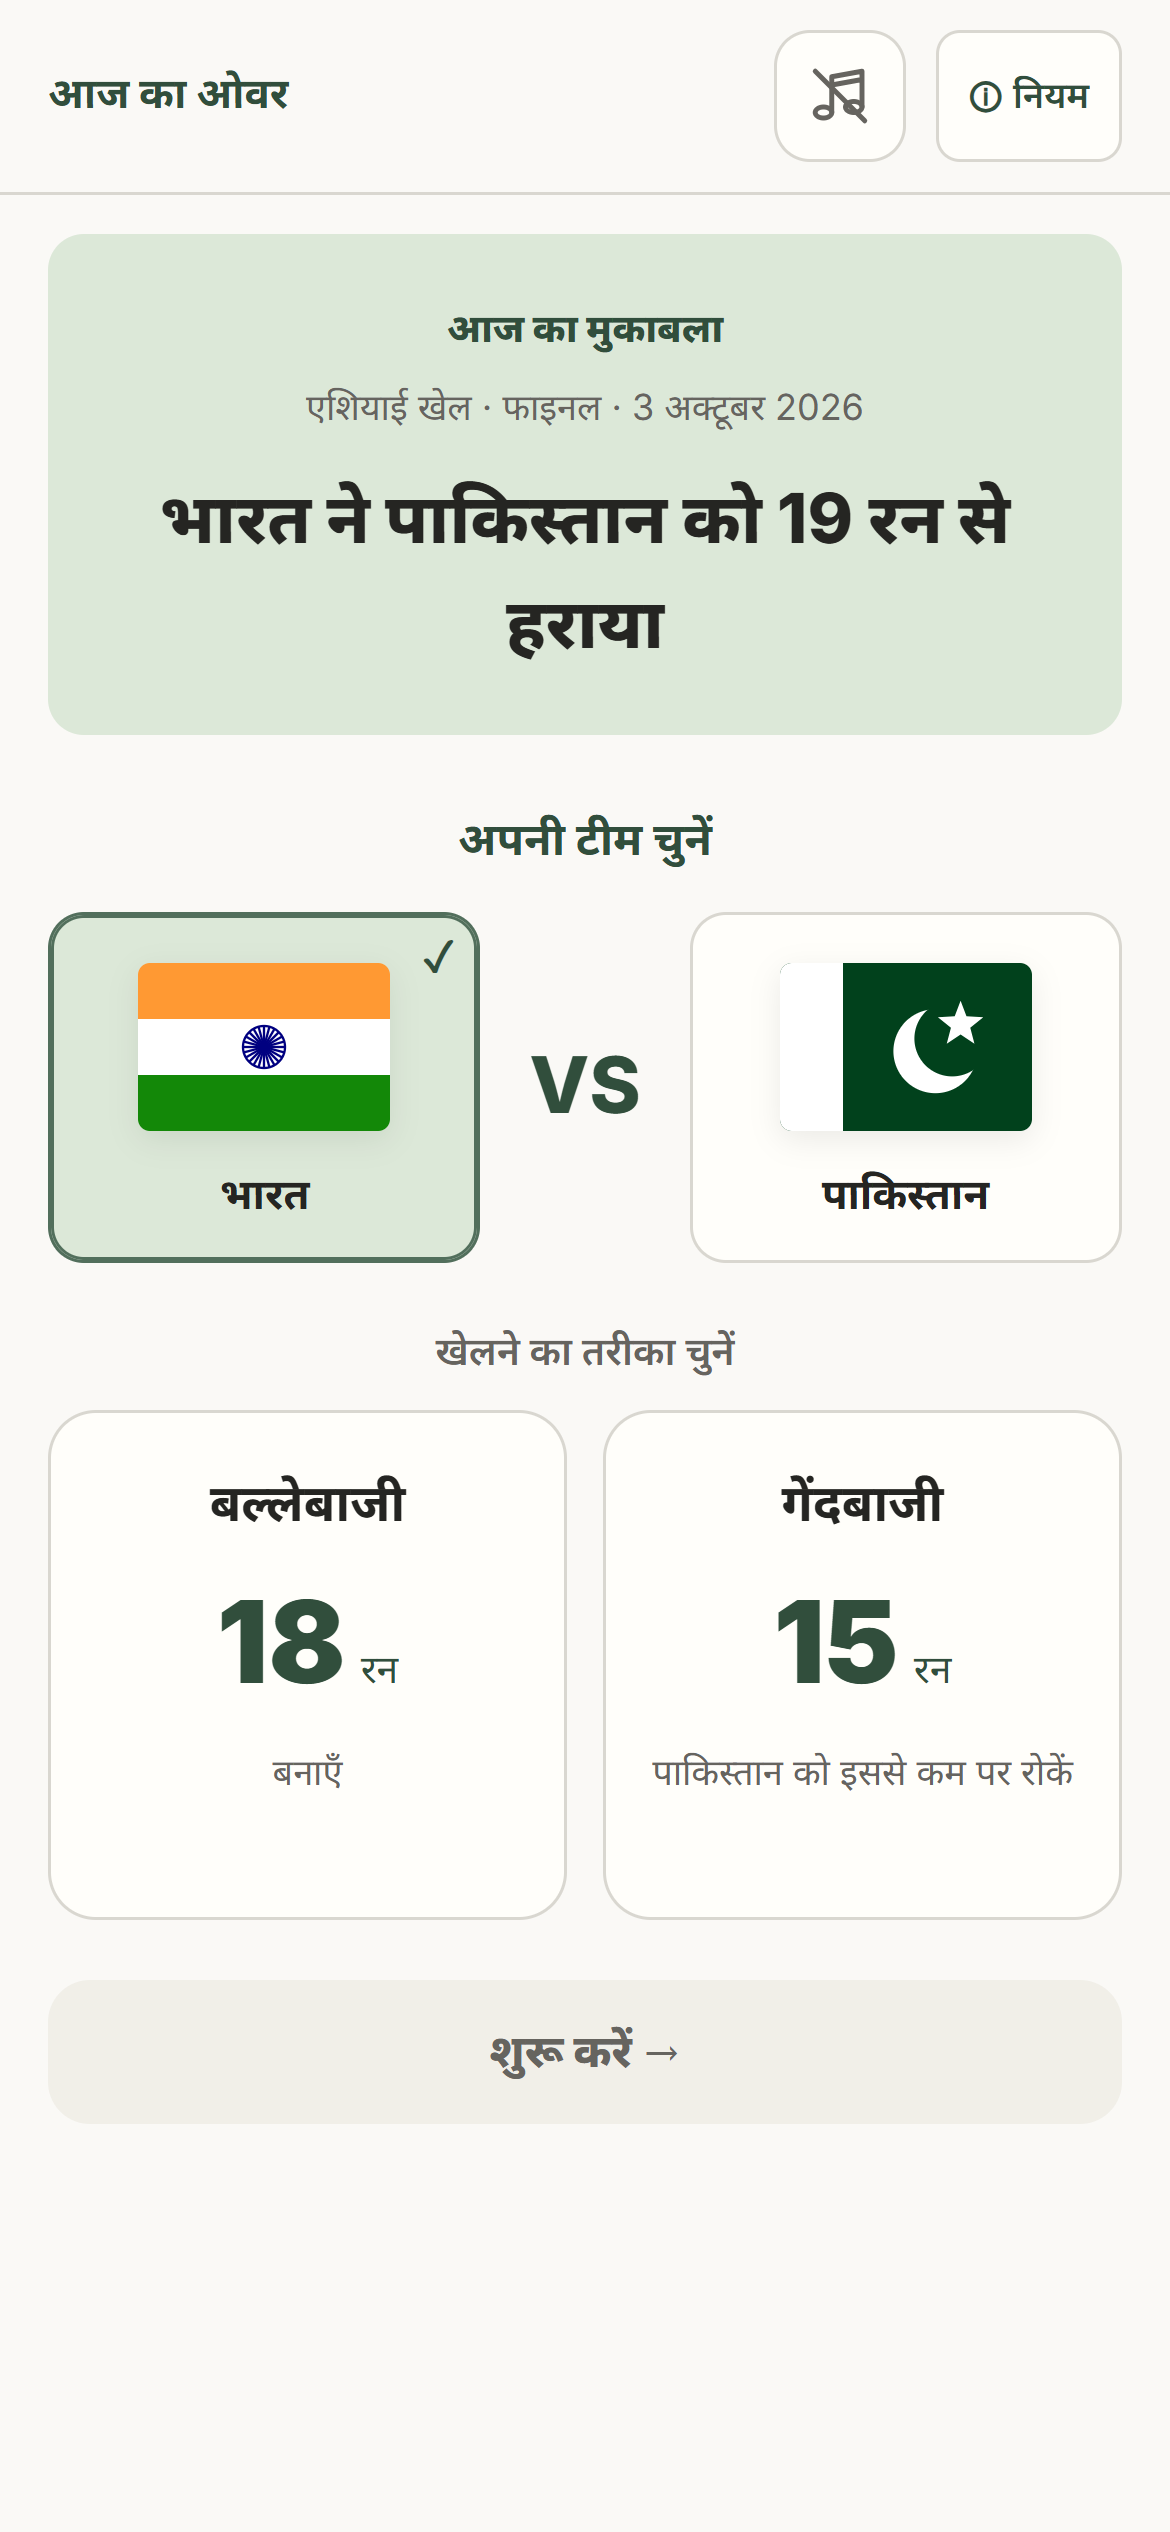 आज का ओवर
नियम
आज का मुकाबला
एशियाई खेल · फाइनल · 3 अक्टूबर 2026
भारत ने पाकिस्तान को 19 रन से
हराया
अपनी टीम चुनें
भारत
VS
पाकिस्तान
खेलने का तरीका चुनें
बल्लेबाजी
18 रन
बनाएँ
गेंदबाजी
15 रन
पाकिस्तान को इससे कम पर रोकें
शुरू करें →